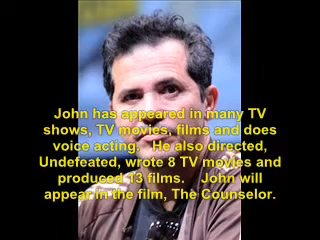 John has appeared in many TV
shows, TV movies, films and does
voice acting. He also directed,
Undefeated, wrote 8 TV movies and
produced 13 films. John will
appear in the film, The Counselor.